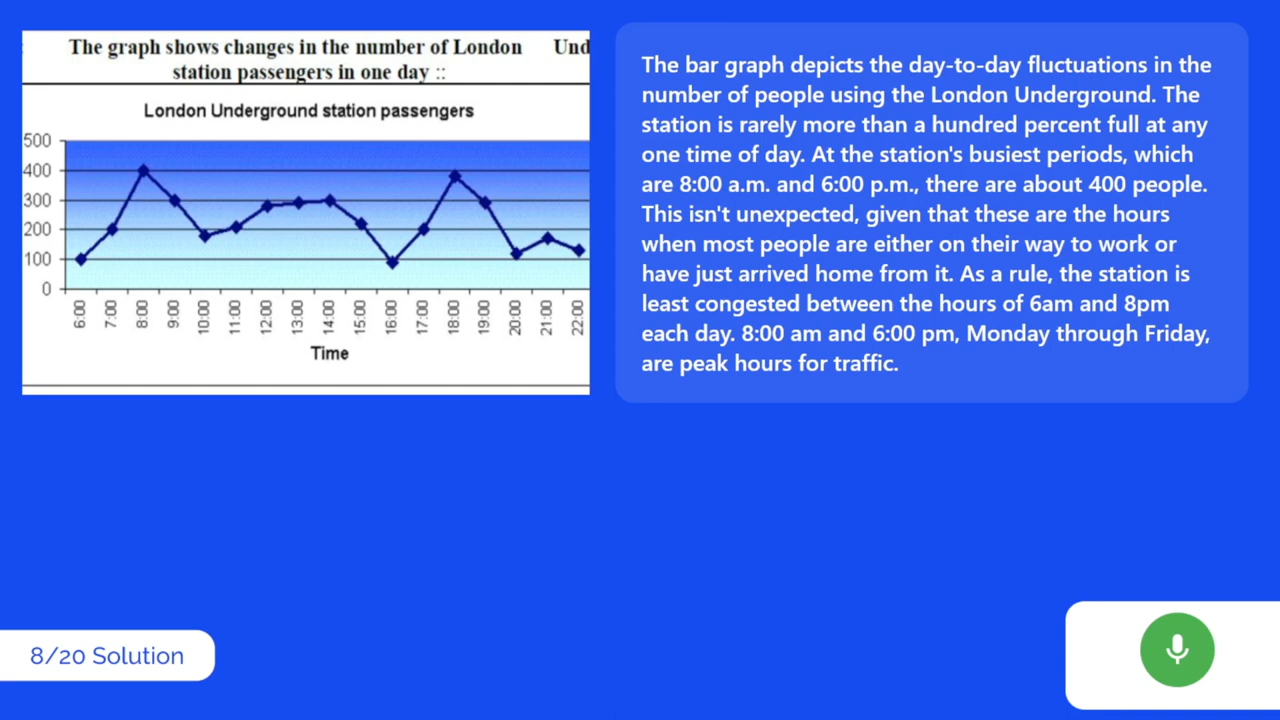 The graph shows changes in the number of London Und
station passengers in one day ::
London Underground station passengers
500
400
300
200
100
0
6:00 7:00 8:00 9:00 10:00 11:00 12:00 13:00 14:00 15:00 16:00 17:00 18:00 19:00 20:00 21:00 22:00
Time
The bar graph depicts the day-to-day fluctuations in the
number of people using the London Underground. The
station is rarely more than a hundred percent full at any
one time of day. At the station's busiest periods, which
are 8:00 a.m. and 6:00 p.m., there are about 400 people.
This isn't unexpected, given that these are the hours
when most people are either on their way to work or
have just arrived home from it. As a rule, the station is
least congested between the hours of 6am and 8pm
each day. 8:00 am and 6:00 pm, Monday through Friday,
are peak hours for traffic.
8/20 Solution